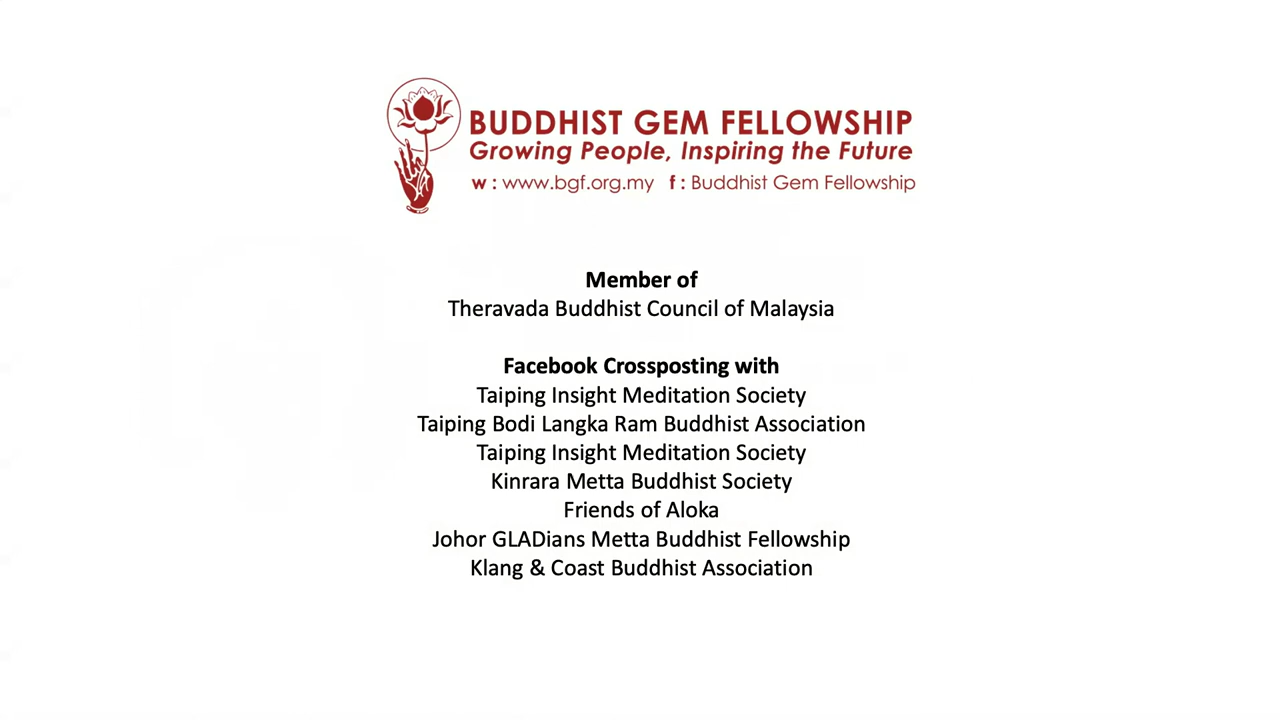 BUDDHIST GEM FELLOWSHIP
Growing People, Inspiring the Future
w : www.bgf.org.my f : Buddhist Gem Fellowship
Member of
Theravada Buddhist Council of Malaysia
Facebook Crossposting with
Taiping Insight Meditation Society
Taiping Bodi Langka Ram Buddhist Association
Taiping Insight Meditation Society
Kinrara Metta Buddhist Society
Friends of Aloka
Johor GLADians Metta Buddhist Fellowship
Klang & Coast Buddhist Association